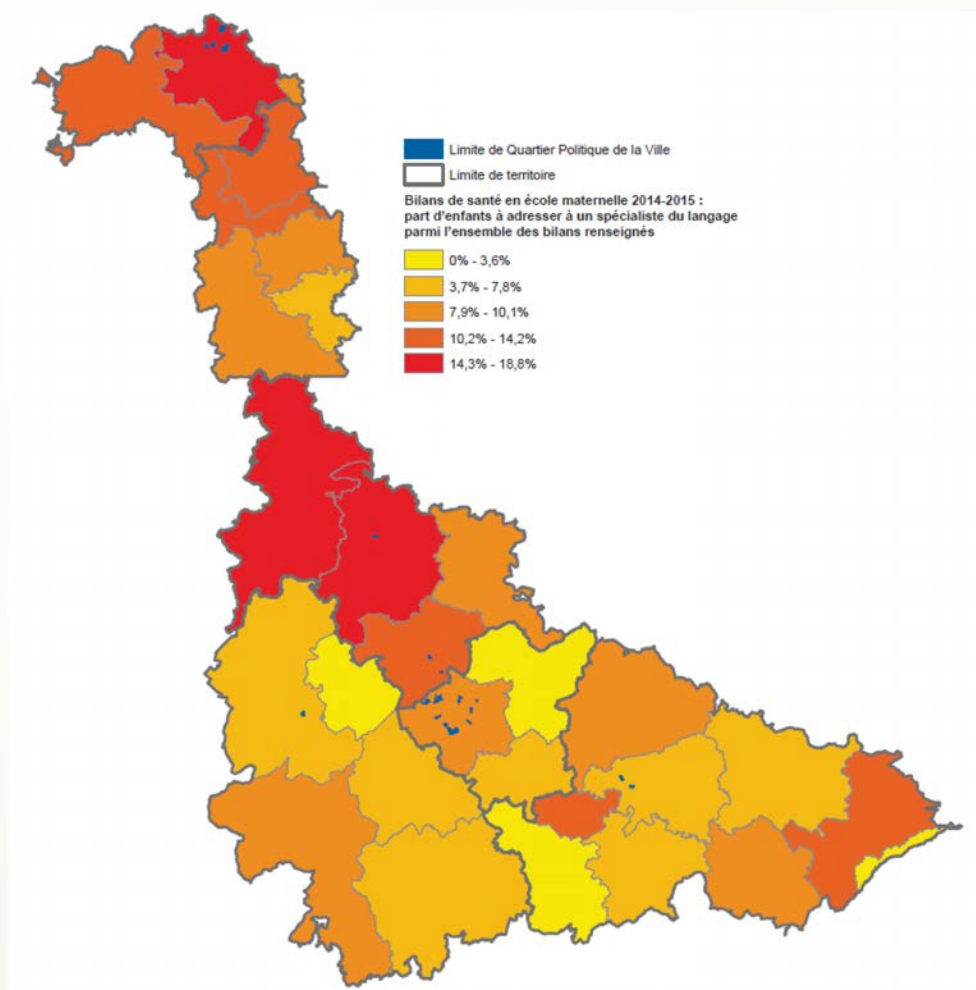 Limite de Quartier Politique de la Ville
Limite de territoire
Bilans de santé en école maternelle 2014-2015 :
part d'enfants à adresser à un spécialiste du langage
parmi l'ensemble des bilans renseignés
0% - 3,6%
3,7% - 7,8%
7,9% - 10,1%
10,2% - 14,2%
14,3% - 18,8%